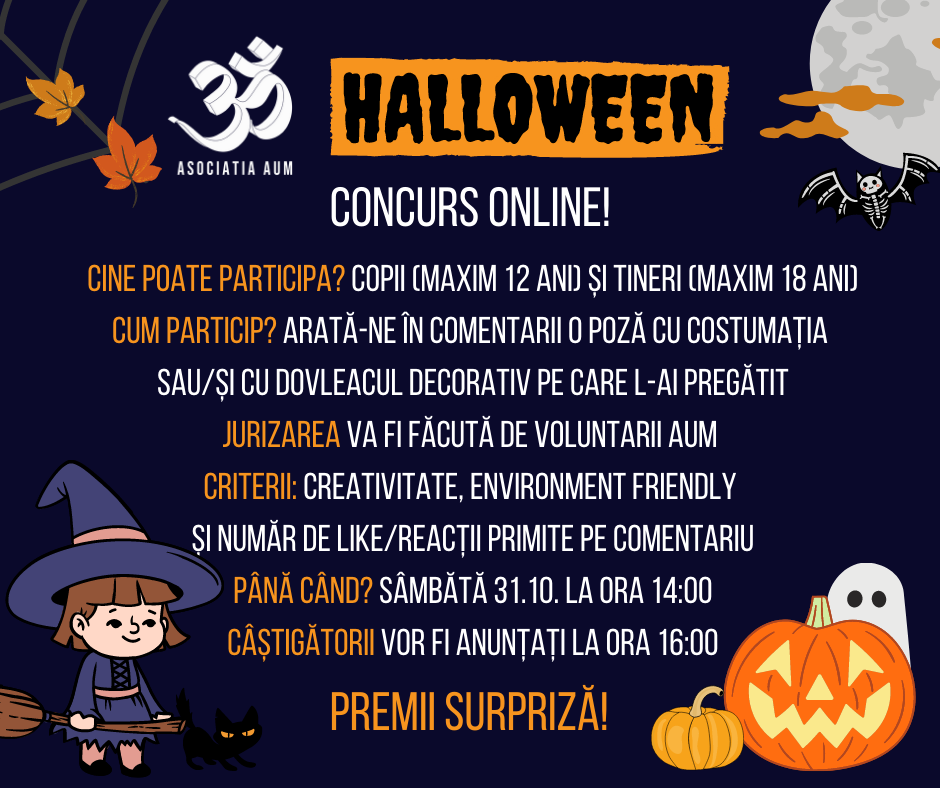 ASOCIATIA AUM
HALLOWEEN
CONCURS ONLINE!
CINE POATE PARTICIPA? COPII (MAXIM 12 ANI) ȘI TINERI (MAXIM 18 ANI)
CUM PARTICIP? ARATĂ-NE ÎN COMENTARII O POZĂ CU COSTUMAȚIA
SAU/ȘI CU DOVLEACUL DECORATIV PE CARE L-AI PREGĂTIT
JURIZAREA VA FI FĂCUTĂ DE VOLUNTARII AUM
CRITERII: CREATIVITATE, ENVIRONMENT FRIENDLY
ȘI NUMĂR DE LIKE/REACȚII PRIMITE PE COMENTARIU
PÂNĂ CÂND? SÂMBĂTĂ 31.10. LA ORA 14:00
CÂȘTIGĂTORII VOR FI ANUNȚAȚI LA ORA 16:00
PREMII SURPRIZĂ!